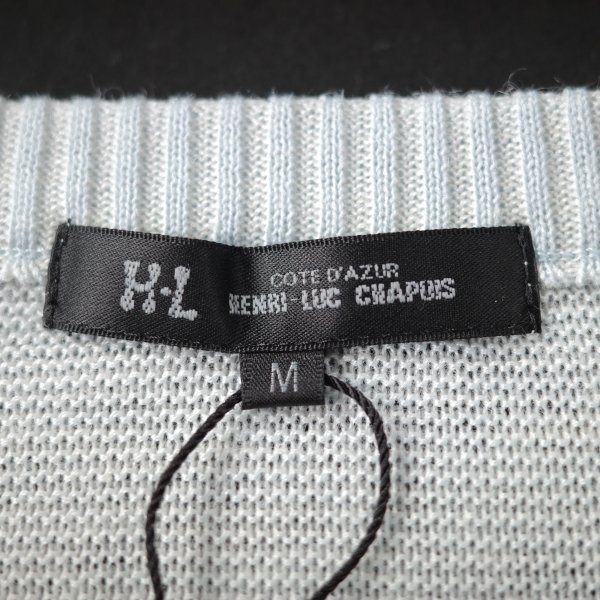 H·L
COTE D'AZUR
HENRI-LUC CHAPUIS
M